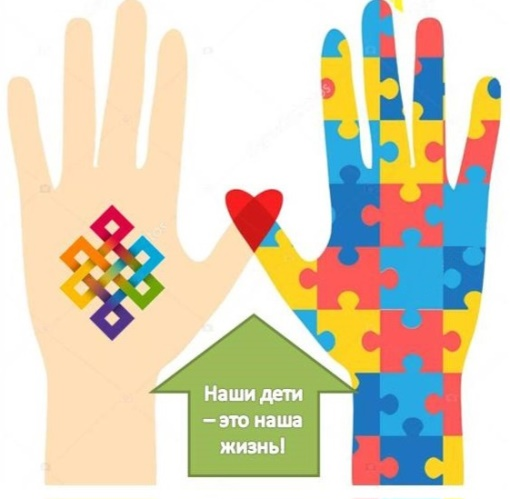 Наши дети
– это наша
жизнь!